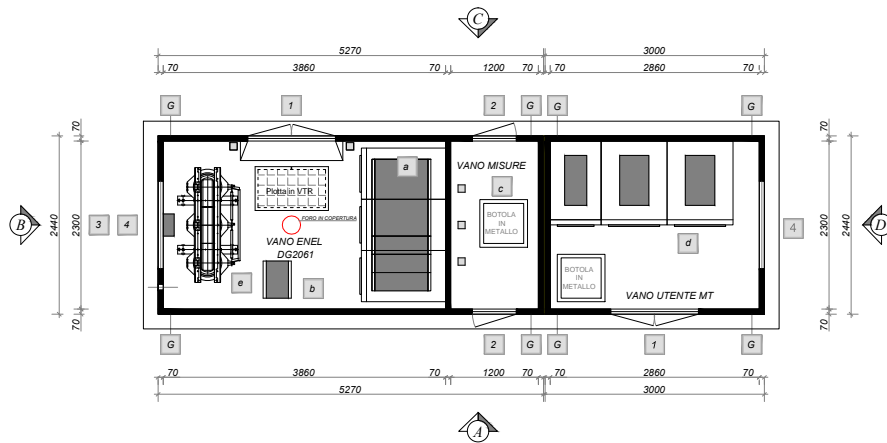 C
5270
3000
70
3860
70
1200
70
2860
70
G
1
2
G
G
G
70
70
a
VANO MISURE
c
Plotta in VTR
BOTOLA
IN
METALLO
FORO IN COPERTURA
VANO ENEL
DG2061
B
2440
2300
3
4
d
4
2300
2440
D
e
b
BOTOLA
IN
METALLO
VANO UTENTE MT
70
70
G
2
G
G
1
G
70
3860
70
1200
70
70
2860
70
5270
3000
A